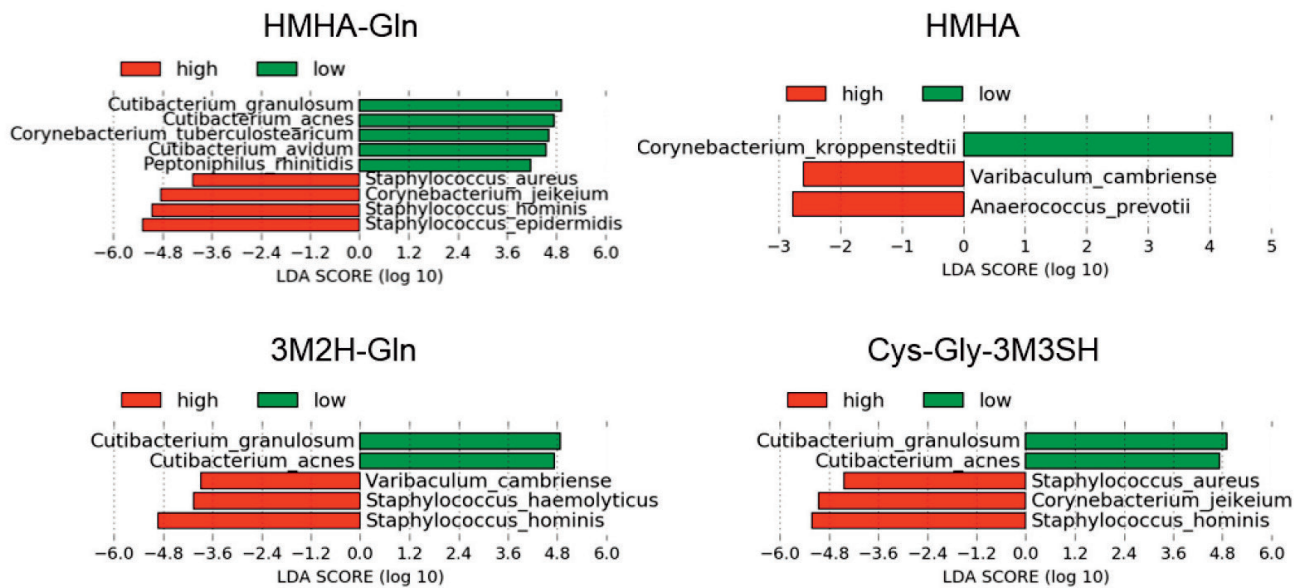 HMHA-Gln
high low
Cutibacterium_granulosum
Cutibacterium_acnes
Corynebacterium_tuberculostearicum
Cutibacterium_avidum
Peptoniphilus_rhinitidis
Staphylococcus_aureus
Corynebacterium_jeikeium
Staphylococcus_hominis
Staphylococcus_epidermidis
−6.0 −4.8 −3.6 −2.4 −1.2 0.0 1.2 2.4 3.6 4.8 6.0
LDA SCORE (log 10)
HMHA
high low
Corynebacterium_kroppenstedtii
Varibaculum_cambriense
Anaerococcus_prevotii
−3 −2 −1 0 1 2 3 4 5
LDA SCORE (log 10)
3M2H-Gln
high low
Cutibacterium_granulosum
Cutibacterium_acnes
Varibaculum_cambriense
Staphylococcus_haemolyticus
Staphylococcus_hominis
−6.0 −4.8 −3.6 −2.4 −1.2 0.0 1.2 2.4 3.6 4.8 6.0
LDA SCORE (log 10)
Cys-Gly-3M3SH
high low
Cutibacterium_granulosum
Cutibacterium_acnes
Staphylococcus_aureus
Corynebacterium_jeikeium
Staphylococcus_hominis
−6.0 −4.8 −3.6 −2.4 −1.2 0.0 1.2 2.4 3.6 4.8 6.0
LDA SCORE (log 10)